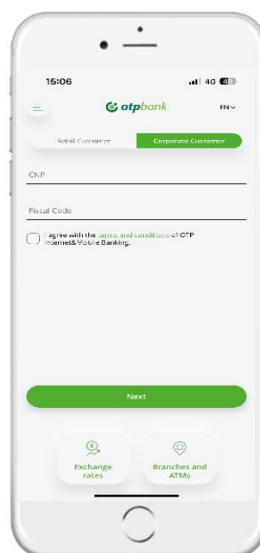 15:06
4G
otpbank
EN
Retail Customer
Corporate Customer
CNP
Fiscal Code
I agree with the terms and conditions of OTP
Internet&Mobile Banking.
Next
Exchange
rates
Branches and
ATMs